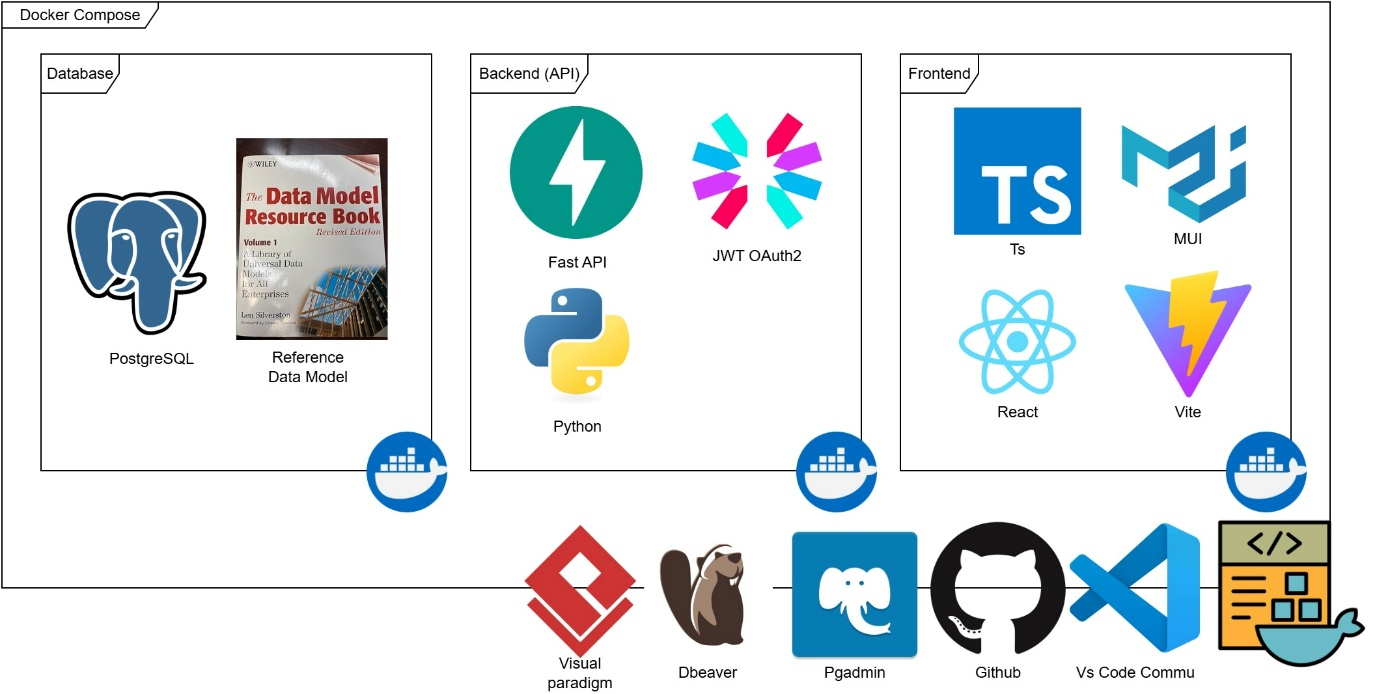 Docker Compose
Database
Backend (API)
Frontend
WILEY
The Data Model
Resource Book
Revised Edition
Volume 1
A Library of
Universal Data
Models
for All
Enterprises
Len Silverston
PostgreSQL
Reference
Data Model
Fast API
JWT OAuth2
Python
TS
Ts
MUI
React
Vite
</>
Visual
paradigm
Dbeaver
Pgadmin
Github
Vs Code Commu